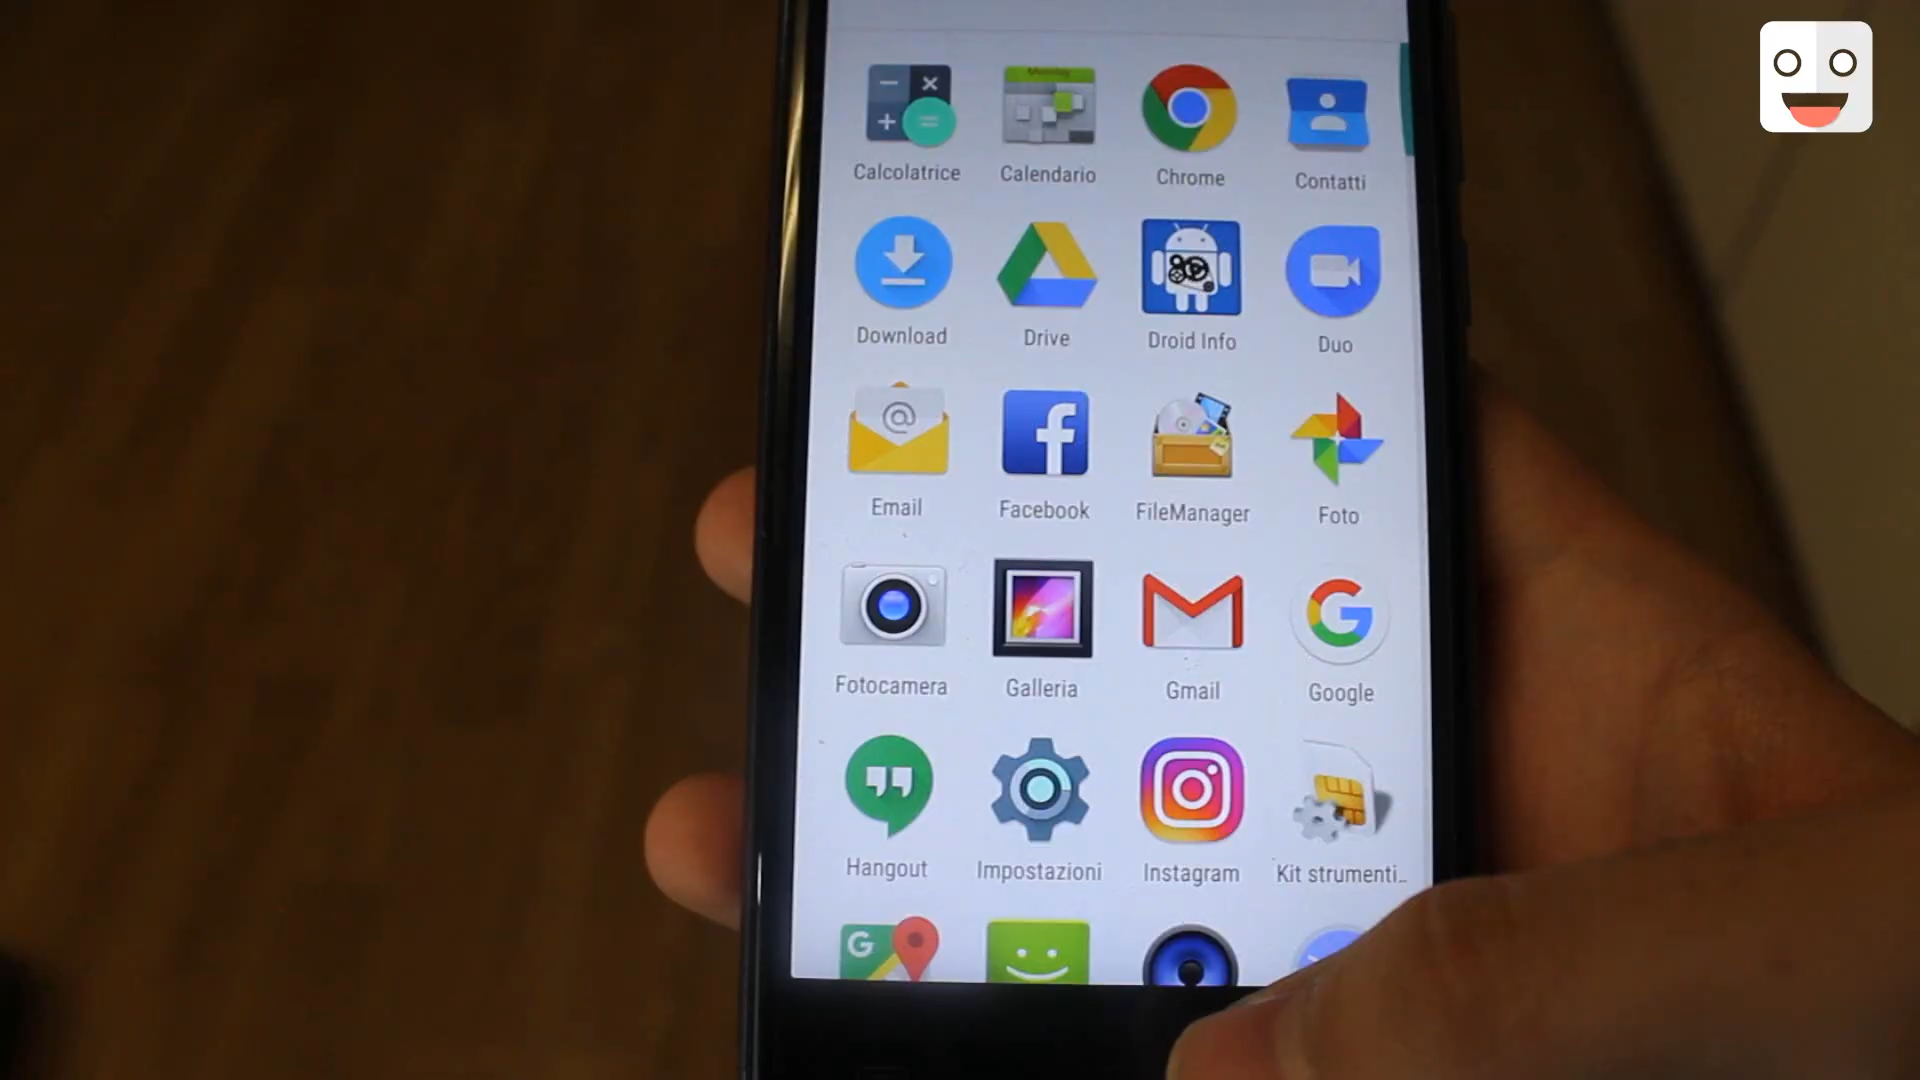 Monday
Calcolatrice
Calendario
Chrome
Contatti
Download
Drive
Droid Info
Duo
Email
Facebook
FileManager
Foto
Fotocamera
Galleria
Gmail
Google
Hangout
Impostazioni
Instagram
Kit strumenti...